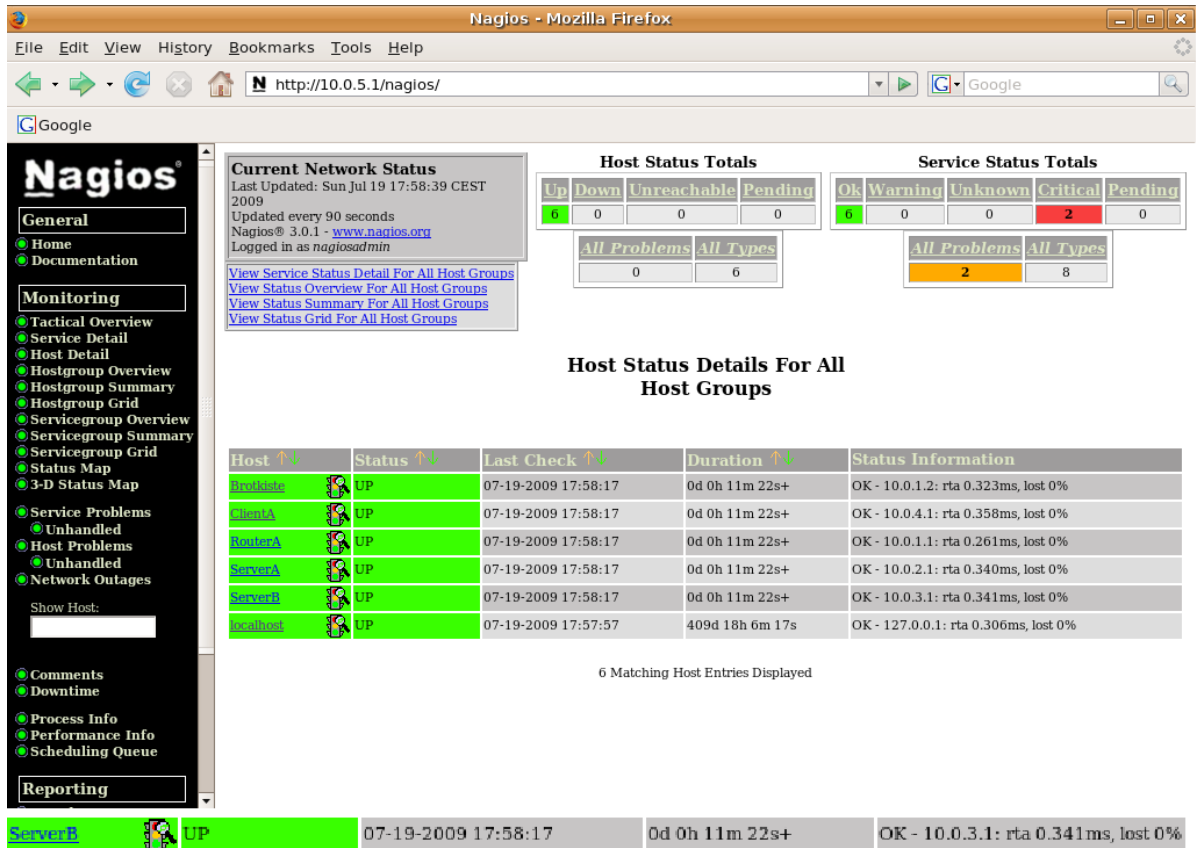 Nagios - Mozilla Firefox
File Edit View History Bookmarks Tools Help
N http://10.0.5.1/nagios/ G Google
G Google
Nagios®
General
Home
Documentation
Monitoring
Tactical Overview
Service Detail
Host Detail
Hostgroup Overview
Hostgroup Summary
Hostgroup Grid
Servicegroup Overview
Servicegroup Summary
Servicegroup Grid
Status Map
3-D Status Map
Service Problems
Unhandled
Host Problems
Unhandled
Network Outages
Show Host:
Comments
Downtime
Process Info
Performance Info
Scheduling Queue
Reporting
Current Network Status
Last Updated: Sun Jul 19 17:58:39 CEST
2009
Updated every 90 seconds
Nagios® 3.0.1 - www.nagios.org
Logged in as nagiosadmin
View Service Status Detail For All Host Groups
View Status Overview For All Host Groups
View Status Summary For All Host Groups
View Status Grid For All Host Groups
Host Status Totals
Up Down Unreachable Pending
6 0 0 0
All Problems All Types
0 6
Service Status Totals
Ok Warning Unknown Critical Pending
6 0 0 2 0
All Problems All Types
2 8
Host Status Details For All
Host Groups
Host ↑↓ Status ↑↓ Last Check ↑↓ Duration ↑↓ Status Information
Brotkiste UP 07-19-2009 17:58:17 0d 0h 11m 22s+ OK - 10.0.1.2: rta 0.323ms, lost 0%
ClientA UP 07-19-2009 17:58:17 0d 0h 11m 22s+ OK - 10.0.4.1: rta 0.358ms, lost 0%
RouterA UP 07-19-2009 17:58:17 0d 0h 11m 22s+ OK - 10.0.1.1: rta 0.261ms, lost 0%
ServerA UP 07-19-2009 17:58:17 0d 0h 11m 22s+ OK - 10.0.2.1: rta 0.340ms, lost 0%
ServerB UP 07-19-2009 17:58:17 0d 0h 11m 22s+ OK - 10.0.3.1: rta 0.341ms, lost 0%
localhost UP 07-19-2009 17:57:57 409d 18h 6m 17s OK - 127.0.0.1: rta 0.306ms, lost 0%
6 Matching Host Entries Displayed
ServerB UP 07-19-2009 17:58:17 0d 0h 11m 22s+ OK - 10.0.3.1: rta 0.341ms, lost 0%